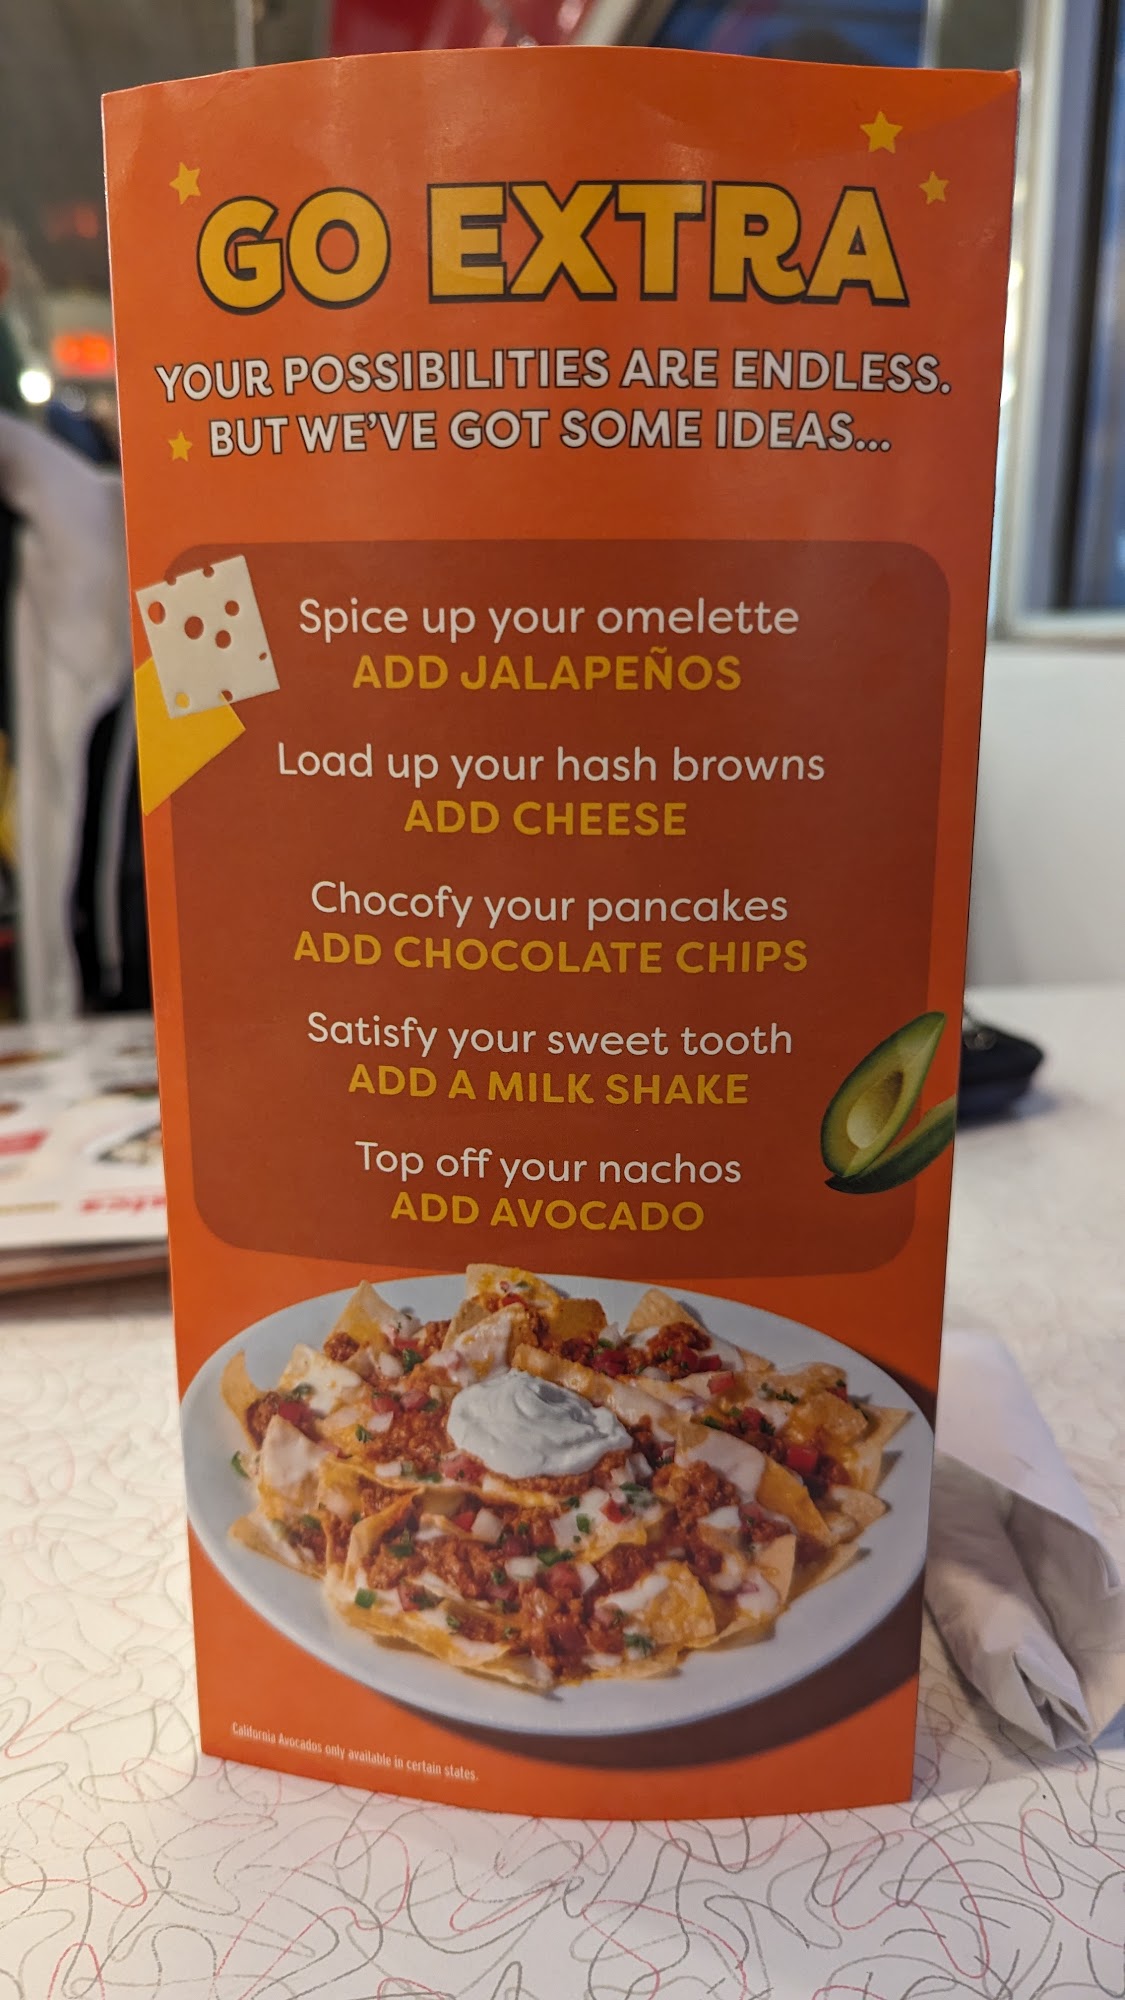 GO EXTRA
YOUR POSSIBILITIES ARE ENDLESS.
BUT WE'VE GOT SOME IDEAS...
Spice up your omelette
ADD JALAPEÑOS
Load up your hash browns
ADD CHEESE
Chocofy your pancakes
ADD CHOCOLATE CHIPS
Satisfy your sweet tooth
ADD A MILK SHAKE
Top off your nachos
ADD AVOCADO
California Avocados only available in certain states.